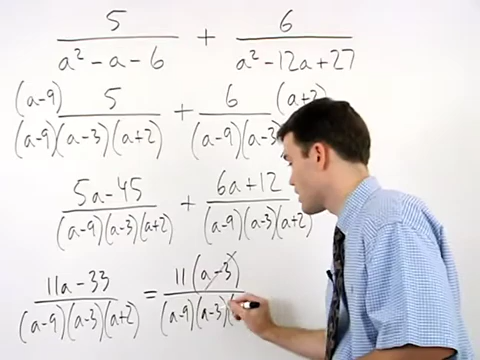 5/(a² - a - 6) + 6/(a² - 12a + 27)
(a-9) 5/((a-9)(a-3)(a+2)) + 6 (a+2)/((a-9)(a-3)
(5a - 45)/((a-9)(a-3)(a+2)) + (6a + 12)/((a-9)(a-3)(a+2))
(11a - 33)/((a-9)(a-3)(a+2)) = 11(a-3)/((a-9)(a-3)(